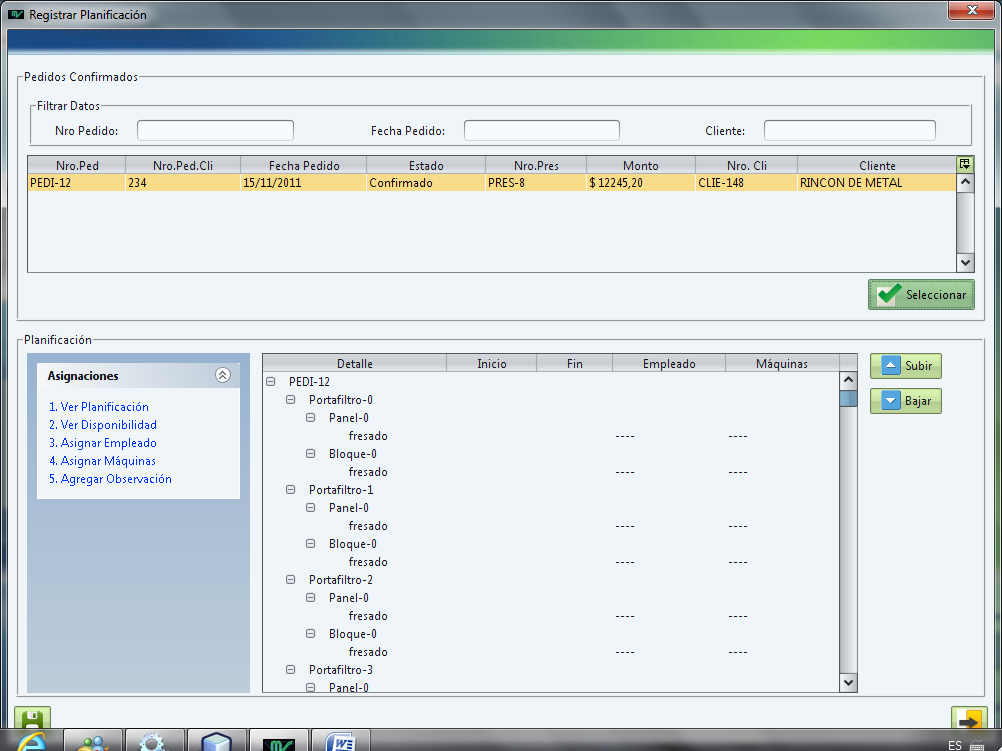 Registrar Planificación
Pedidos Confirmados
Filtrar Datos
Nro Pedido: Fecha Pedido: Cliente:
Nro.Ped Nro.Ped.Cli Fecha Pedido Estado Nro.Pres Monto Nro. Cli Cliente
PEDI-12 234 15/11/2011 Confirmado PRES-8 $ 12245,20 CLIE-148 RINCON DE METAL
Seleccionar
Planificación
Asignaciones
1. Ver Planificación
2. Ver Disponibilidad
3. Asignar Empleado
4. Asignar Máquinas
5. Agregar Observación
Detalle Inicio Fin Empleado Máquinas
PEDI-12
Portafiltro-0
Panel-0
fresado ---- ----
Bloque-0
fresado ---- ----
Portafiltro-1
Panel-0
fresado ---- ----
Bloque-0
fresado ---- ----
Portafiltro-2
Panel-0
fresado ---- ----
Bloque-0
fresado ---- ----
Portafiltro-3
Panel-0
Subir
Bajar
ES